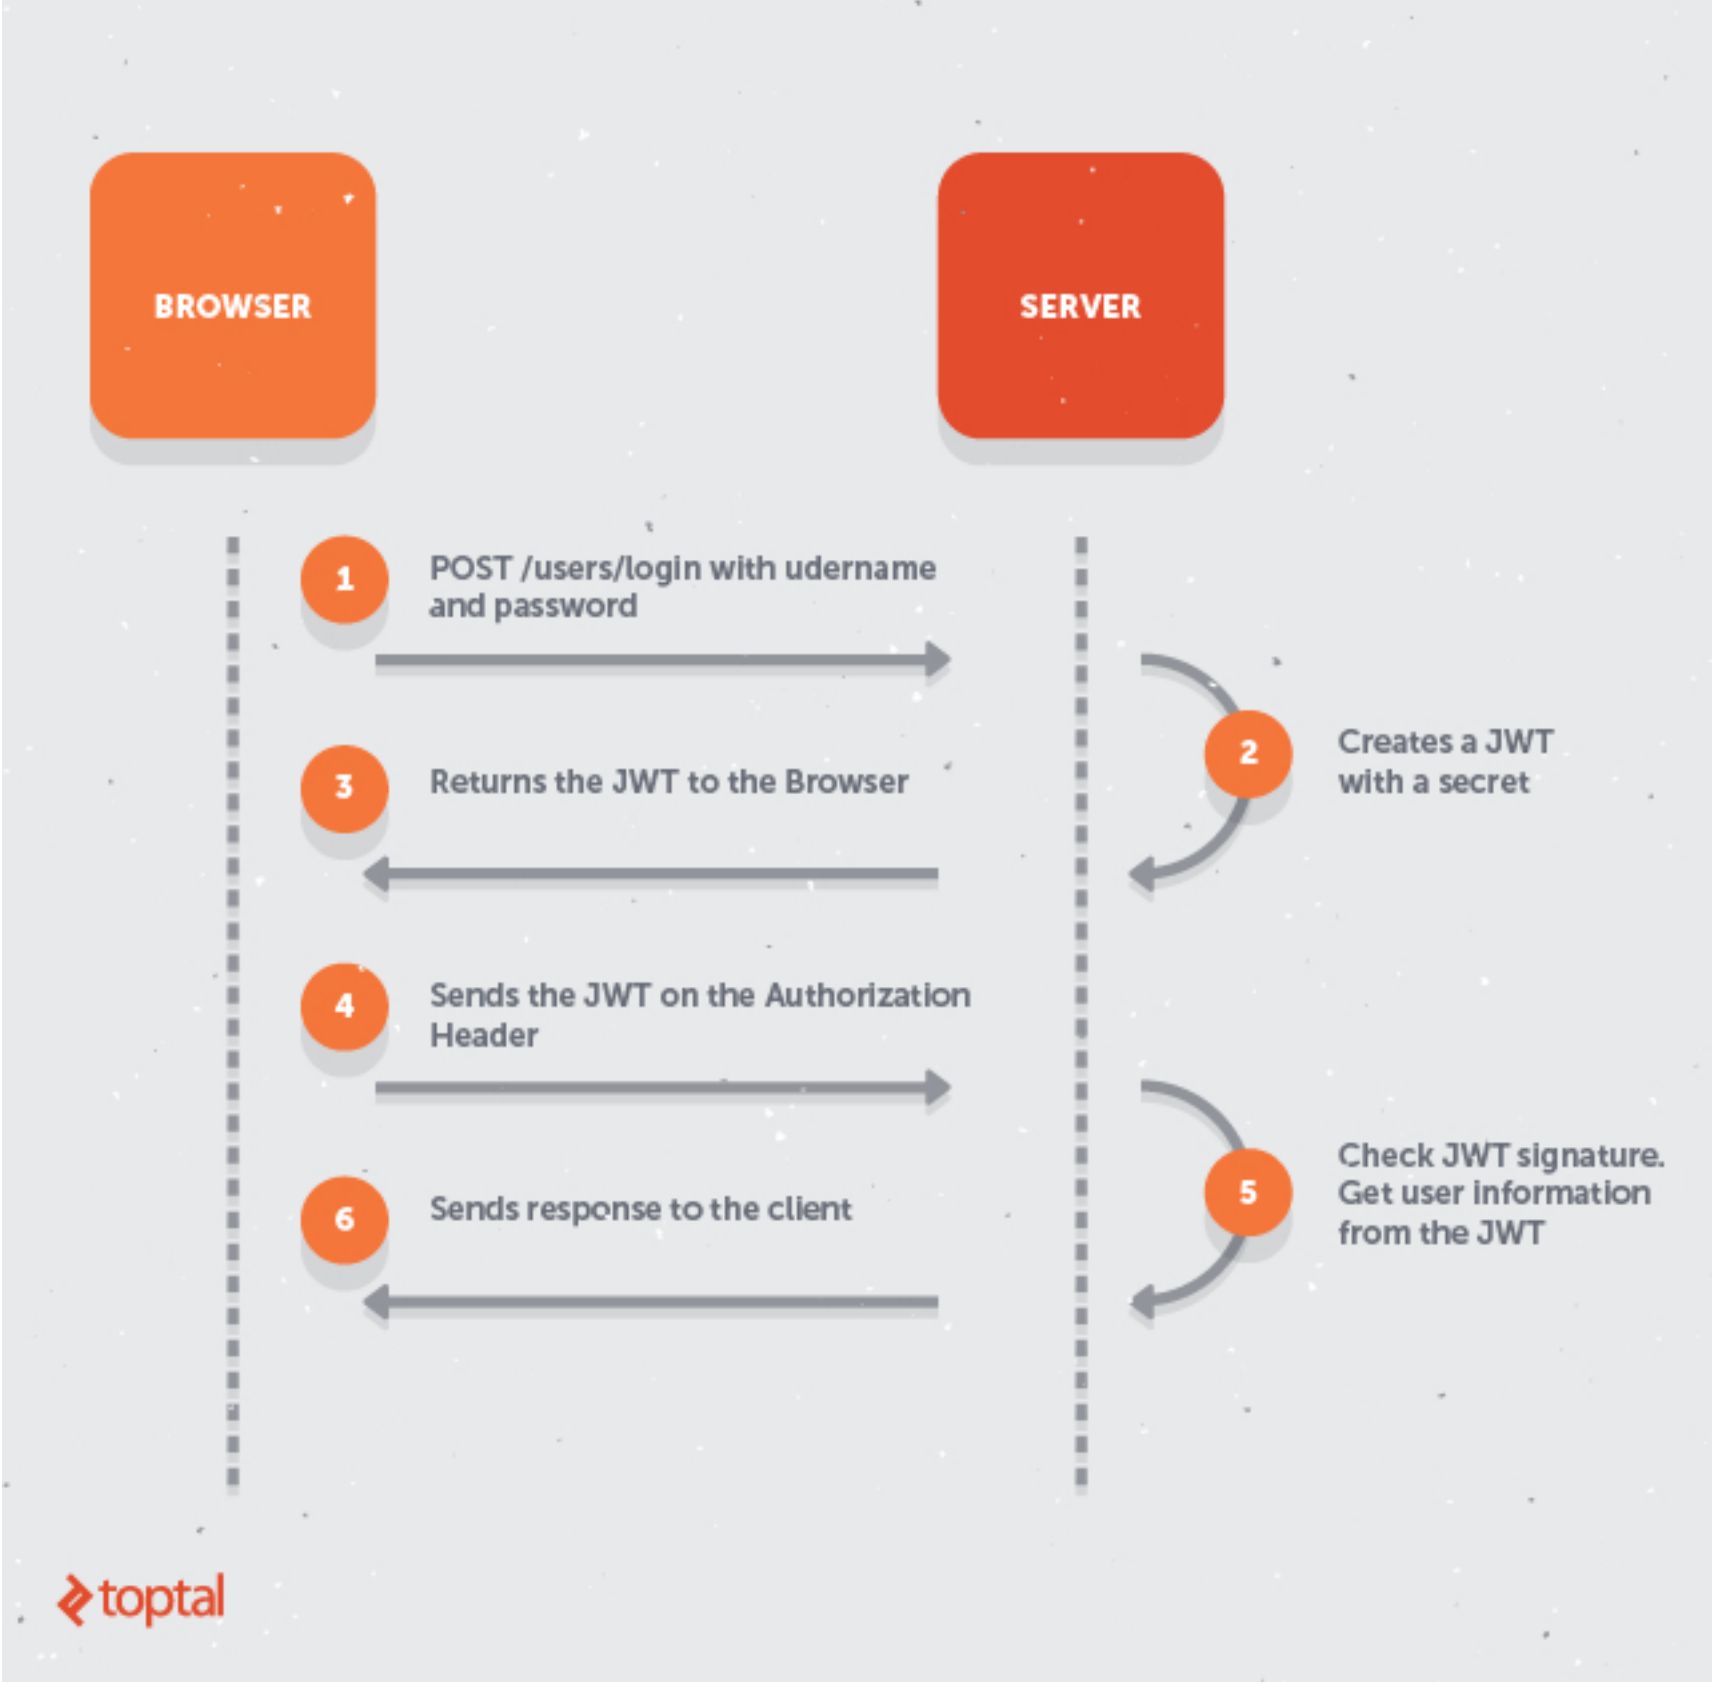 BROWSER
SERVER
1
POST /users/login with udername
and password
2
Creates a JWT
with a secret
3
Returns the JWT to the Browser
4
Sends the JWT on the Authorization
Header
5
Check JWT signature.
Get user information
from the JWT
6
Sends response to the client
toptal